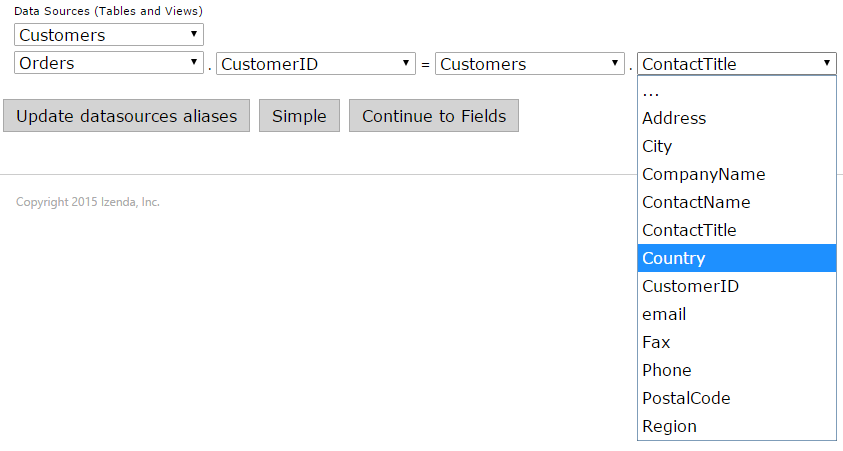 Data Sources (Tables and Views)
Customers
Orders . CustomerID = Customers . ContactTitle
...
Address
City
CompanyName
ContactName
ContactTitle
Country
CustomerID
email
Fax
Phone
PostalCode
Region
Update datasources aliases Simple Continue to Fields
Copyright 2015 Izenda, Inc.